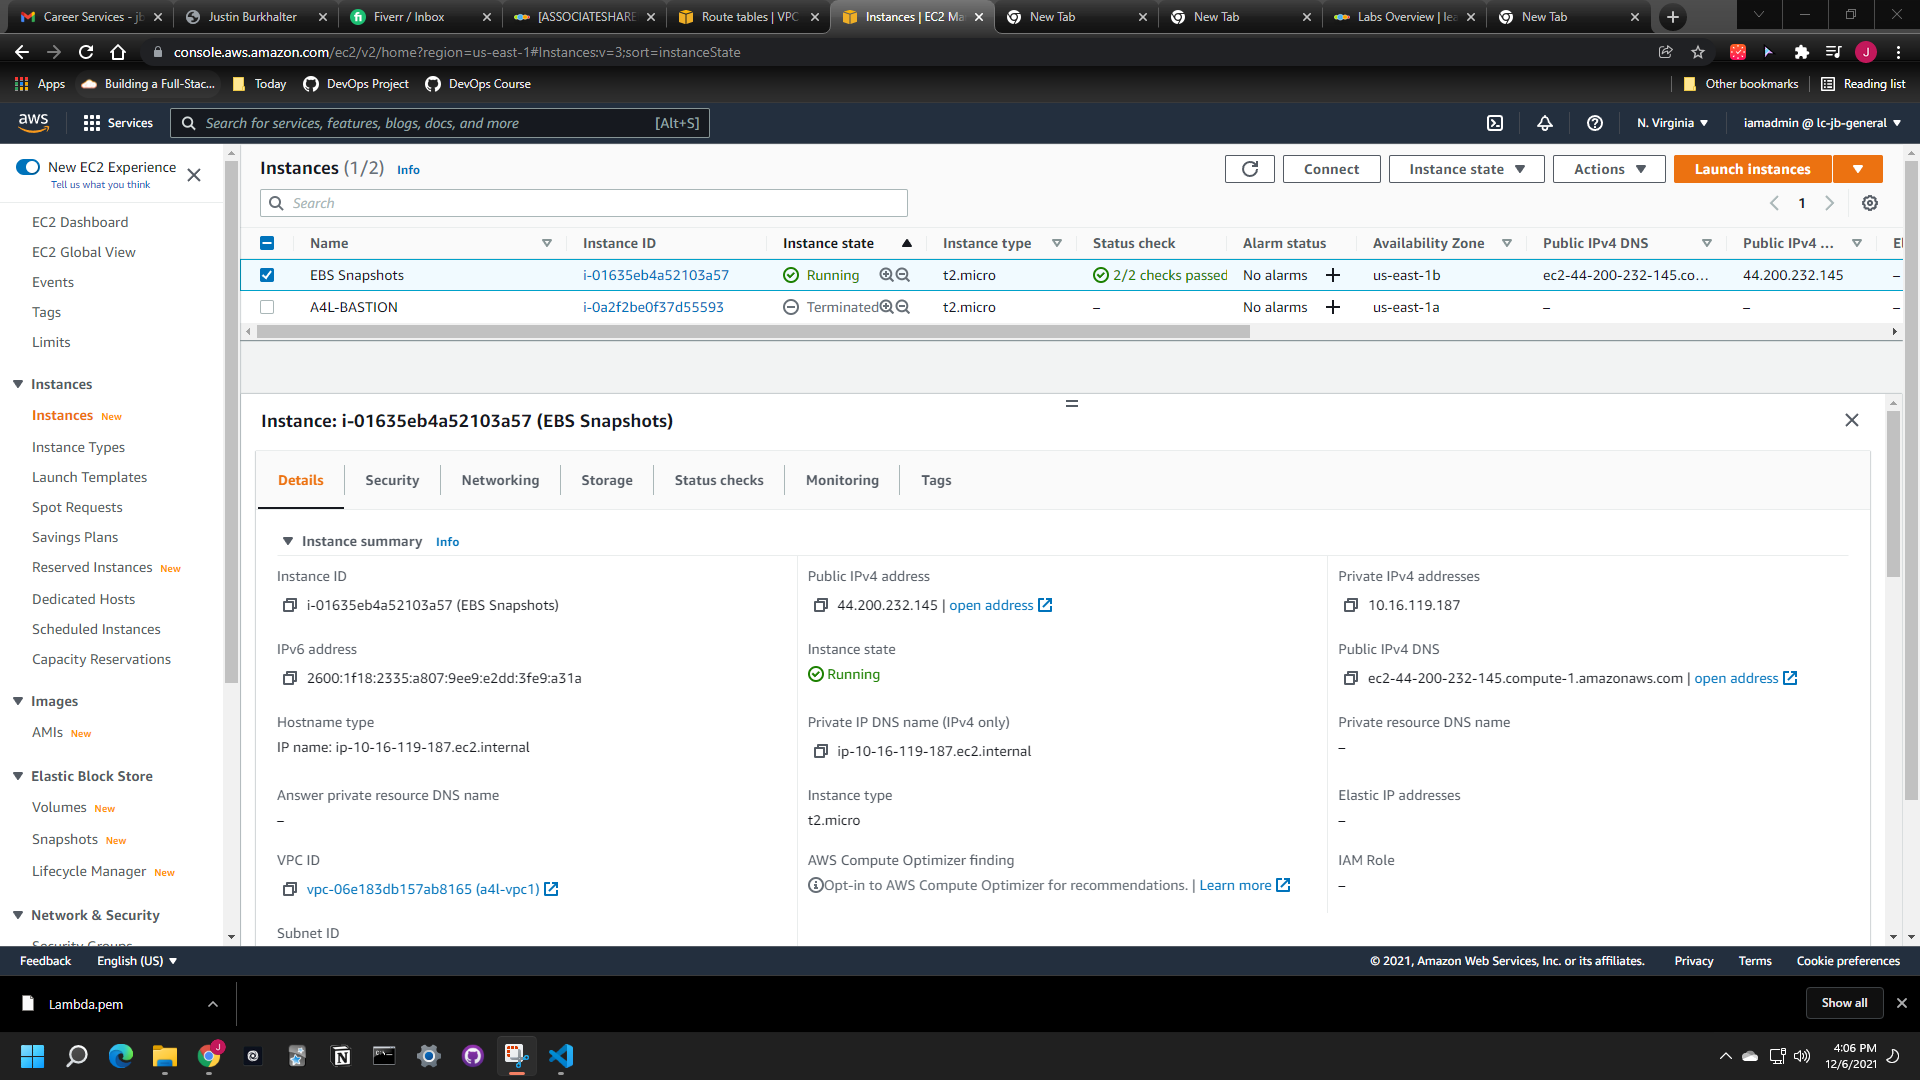 Career Services - jb
Justin Burkhalter
Fiverr / Inbox
[ASSOCIATESHARE
Route tables | VPC
Instances | EC2 Ma
New Tab
New Tab
Labs Overview | lea
New Tab
console.aws.amazon.com/ec2/v2/home?region=us-east-1#Instances:v=3;sort=instanceState
J
Apps
Building a Full-Stac...
Today
DevOps Project
DevOps Course
Other bookmarks
Reading list
aws
Services
Search for services, features, blogs, docs, and more
[Alt+S]
N. Virginia
iamadmin @ lc-jb-general
New EC2 Experience
Tell us what you think
EC2 Dashboard
EC2 Global View
Events
Tags
Limits
Instances
Instances New
Instance Types
Launch Templates
Spot Requests
Savings Plans
Reserved Instances New
Dedicated Hosts
Scheduled Instances
Capacity Reservations
Images
AMIs New
Elastic Block Store
Volumes New
Snapshots New
Lifecycle Manager New
Network & Security
Security Groups
Instances (1/2) Info
Connect
Instance state
Actions
Launch instances
Search
1
Name Instance ID Instance state Instance type Status check Alarm status Availability Zone Public IPv4 DNS Public IPv4 ... El
EBS Snapshots i-01635eb4a52103a57 Running t2.micro 2/2 checks passed No alarms + us-east-1b ec2-44-200-232-145.co... 44.200.232.145 –
A4L-BASTION i-0a2f2be0f37d55593 Terminated t2.micro – No alarms + us-east-1a – – –
Instance: i-01635eb4a52103a57 (EBS Snapshots)
Details Security Networking Storage Status checks Monitoring Tags
Instance summary Info
Instance ID
i-01635eb4a52103a57 (EBS Snapshots)
Public IPv4 address
44.200.232.145 | open address
Private IPv4 addresses
10.16.119.187
IPv6 address
2600:1f18:2335:a807:9ee9:e2dd:3fe9:a31a
Instance state
Running
Public IPv4 DNS
ec2-44-200-232-145.compute-1.amazonaws.com | open address
Hostname type
IP name: ip-10-16-119-187.ec2.internal
Private IP DNS name (IPv4 only)
ip-10-16-119-187.ec2.internal
Private resource DNS name
–
Answer private resource DNS name
–
Instance type
t2.micro
Elastic IP addresses
–
VPC ID
vpc-06e183db157ab8165 (a4l-vpc1)
AWS Compute Optimizer finding
Opt-in to AWS Compute Optimizer for recommendations. | Learn more
IAM Role
–
Subnet ID
Feedback
English (US)
© 2021, Amazon Web Services, Inc. or its affiliates.
Privacy
Terms
Cookie preferences
Lambda.pem
Show all
4:06 PM
12/6/2021